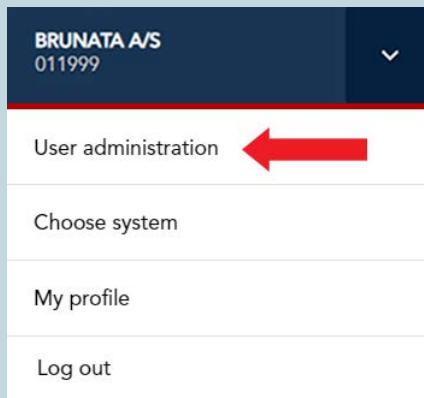 BRUNATA A/S
011999
User administration
Choose system
My profile
Log out